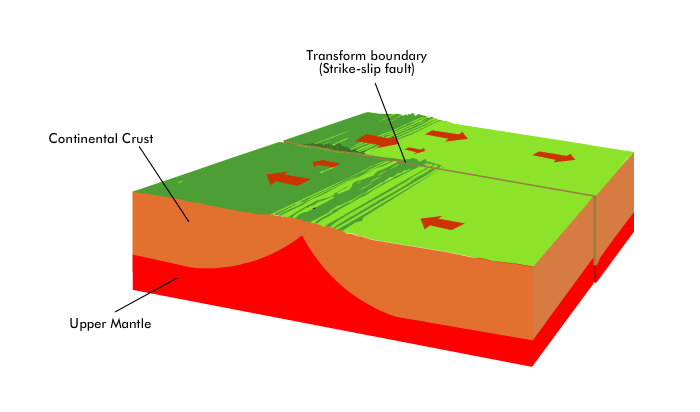 Transform boundary
(Strike-slip fault)
Continental Crust
Upper Mantle